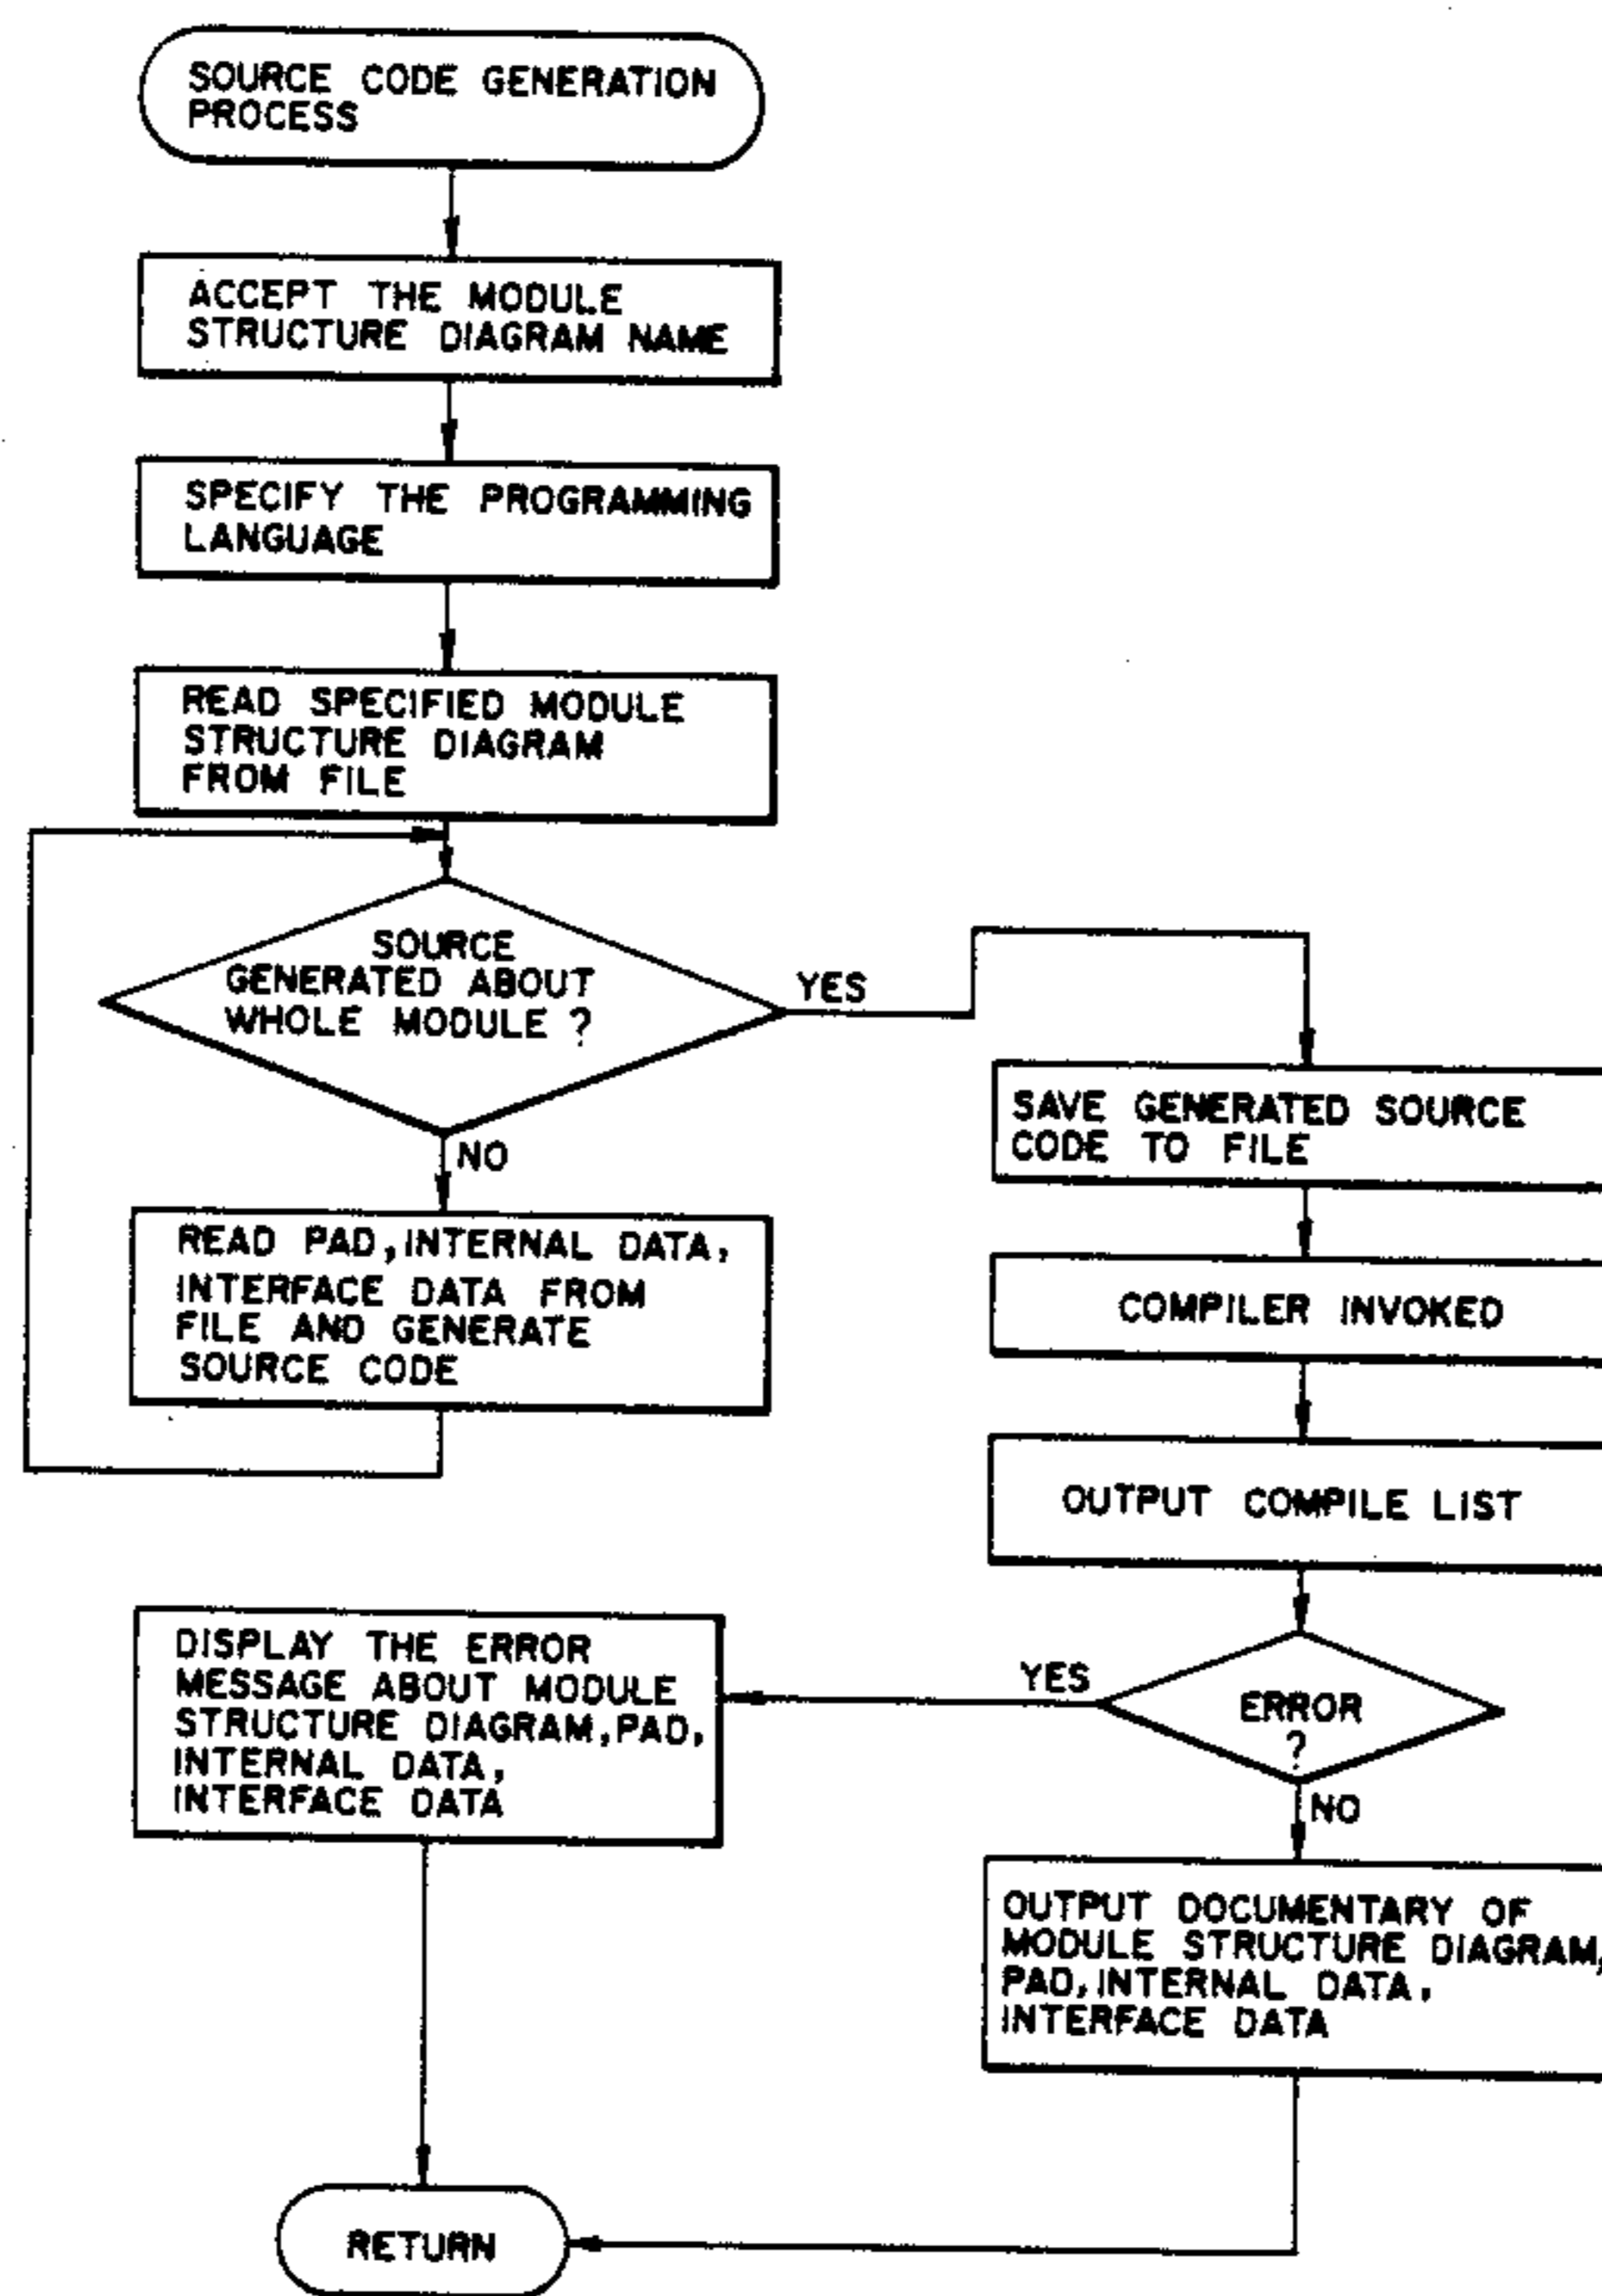 SOURCE CODE GENERATION
PROCESS
ACCEPT THE MODULE
STRUCTURE DIAGRAM NAME
SPECIFY THE PROGRAMMING
LANGUAGE
READ SPECIFIED MODULE
STRUCTURE DIAGRAM
FROM FILE
SOURCE
GENERATED ABOUT
WHOLE MODULE ?
YES
NO
READ PAD, INTERNAL DATA,
INTERFACE DATA FROM
FILE AND GENERATE
SOURCE CODE
SAVE GENERATED SOURCE
CODE TO FILE
COMPILER INVOKED
OUTPUT COMPILE LIST
ERROR
?
YES
NO
DISPLAY THE ERROR
MESSAGE ABOUT MODULE
STRUCTURE DIAGRAM, PAD,
INTERNAL DATA,
INTERFACE DATA
OUTPUT DOCUMENTARY OF
MODULE STRUCTURE DIAGRAM,
PAD, INTERNAL DATA,
INTERFACE DATA
RETURN